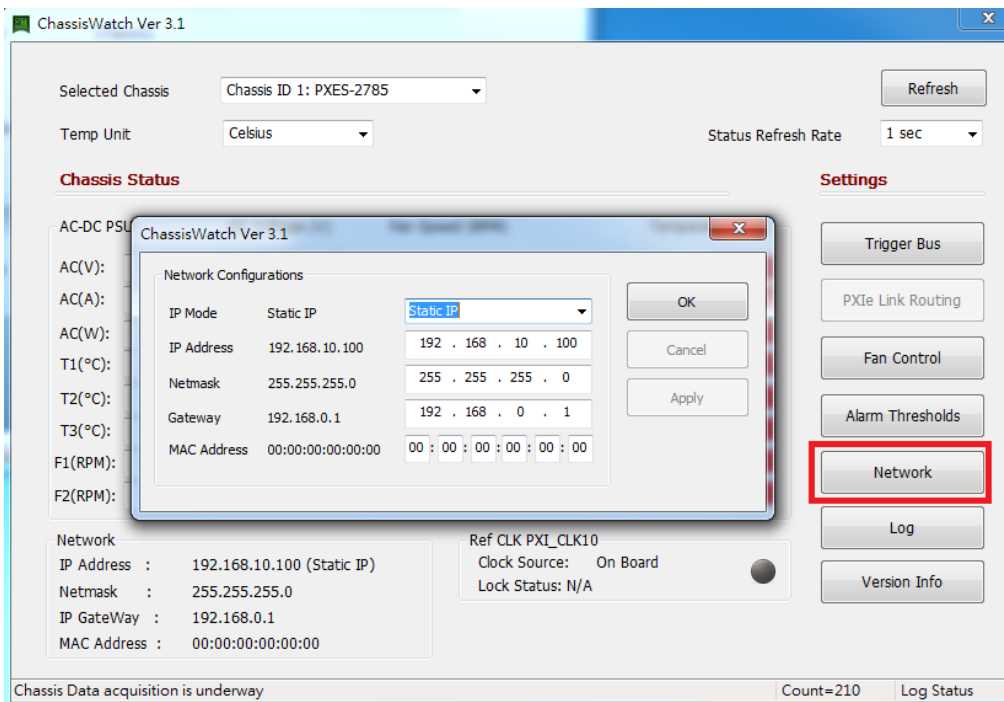 ChassisWatch Ver 3.1
Selected Chassis Chassis ID 1: PXES-2785 Refresh
Temp Unit Celsius Status Refresh Rate 1 sec
Chassis Status Settings
AC-DC PSU
AC(V):
AC(A):
AC(W):
T1(°C):
T2(°C):
T3(°C):
F1(RPM):
F2(RPM):
ChassisWatch Ver 3.1
Network Configurations
IP Mode Static IP Static IP
IP Address 192.168.10.100 192 . 168 . 10 . 100
Netmask 255.255.255.0 255 . 255 . 255 . 0
Gateway 192.168.0.1 192 . 168 . 0 . 1
MAC Address 00:00:00:00:00:00 00 : 00 : 00 : 00 : 00 : 00
OK
Cancel
Apply
Trigger Bus
PXIe Link Routing
Fan Control
Alarm Thresholds
Network
Log
Version Info
Network
IP Address : 192.168.10.100 (Static IP)
Netmask : 255.255.255.0
IP GateWay : 192.168.0.1
MAC Address : 00:00:00:00:00:00
Ref CLK PXI_CLK10
Clock Source: On Board
Lock Status: N/A
Chassis Data acquisition is underway Count=210 Log Status